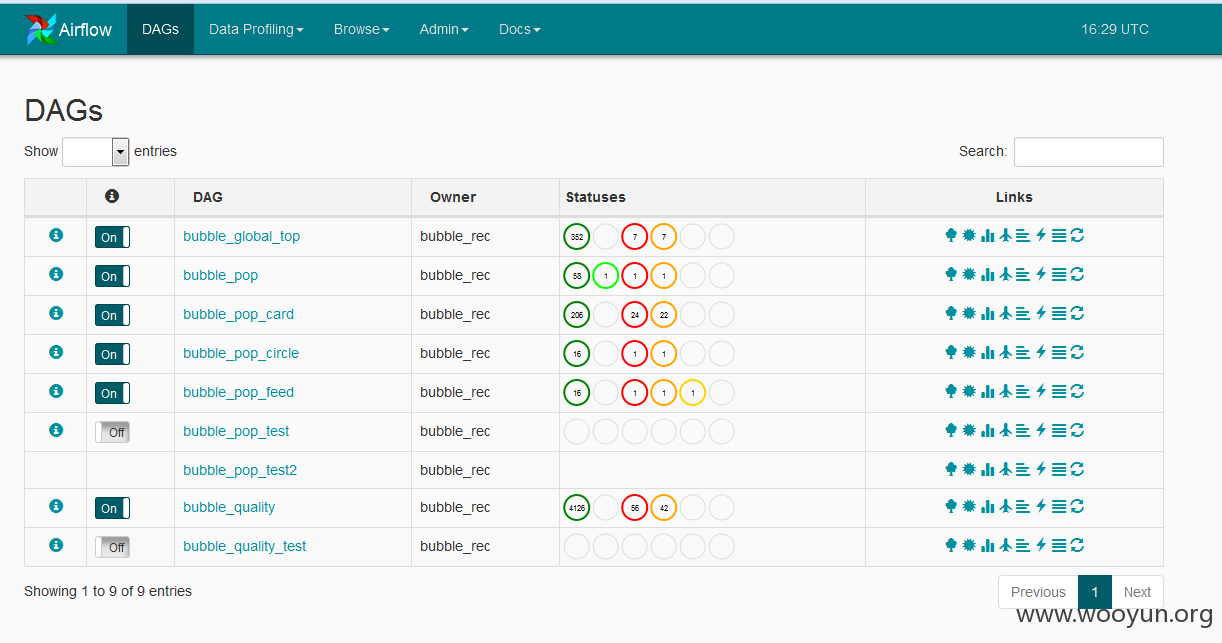 Airflow DAGs Data Profiling Browse Admin Docs 16:29 UTC
DAGs
Show entries Search:
DAG Owner Statuses Links
On bubble_global_top bubble_rec 352 7 7
On bubble_pop bubble_rec 58 1 1 1
On bubble_pop_card bubble_rec 206 24 22
On bubble_pop_circle bubble_rec 16 1 1
On bubble_pop_feed bubble_rec 16 1 1 1
Off bubble_pop_test bubble_rec
bubble_pop_test2 bubble_rec
On bubble_quality bubble_rec 4126 56 42
Off bubble_quality_test bubble_rec
Showing 1 to 9 of 9 entries Previous 1 Next
www.wooyun.org